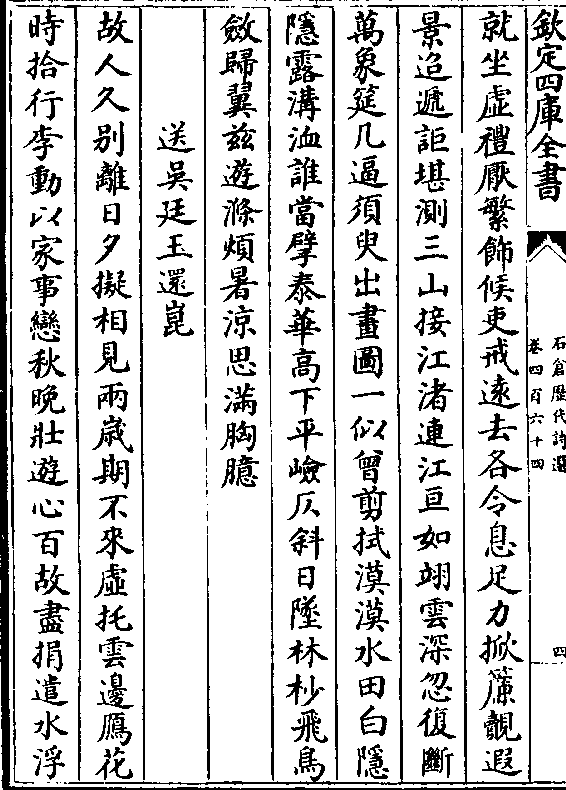 欽定四庫全書
石倉歷代詩選
卷四百六十四
四
就坐虛禮厭繁飾候吏戒遠去各令息足力掀簾覩遐
景迢遞詎堪測三山接江渚連江亘如翊雲深忽復斷
萬象筵几逼須臾出畫圖一似曾剪拭漠漠水田白隱
隱露溝洫誰當擘泰華高下平嶮仄斜日墜林杪飛鳥
斂歸翼兹遊滌煩暑涼思滿胸臆
送吳廷玉還崑
故人久别離日夕擬相見兩歲期不來虛托雲邊鴈花
時拾行李動以家事戀秋晚壯遊心百故盡捐遣水浮